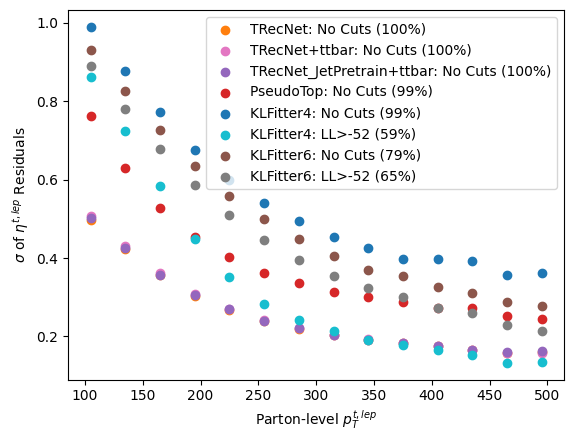 1.0
0.8
0.6
0.4
0.2
σ of η^{t,lep} Residuals
TRecNet: No Cuts (100%)
TRecNet+ttbar: No Cuts (100%)
TRecNet_JetPretrain+ttbar: No Cuts (100%)
PseudoTop: No Cuts (99%)
KLFitter4: No Cuts (99%)
KLFitter4: LL>-52 (59%)
KLFitter6: No Cuts (79%)
KLFitter6: LL>-52 (65%)
100 150 200 250 300 350 400 450 500
Parton-level p_T^{t,lep}